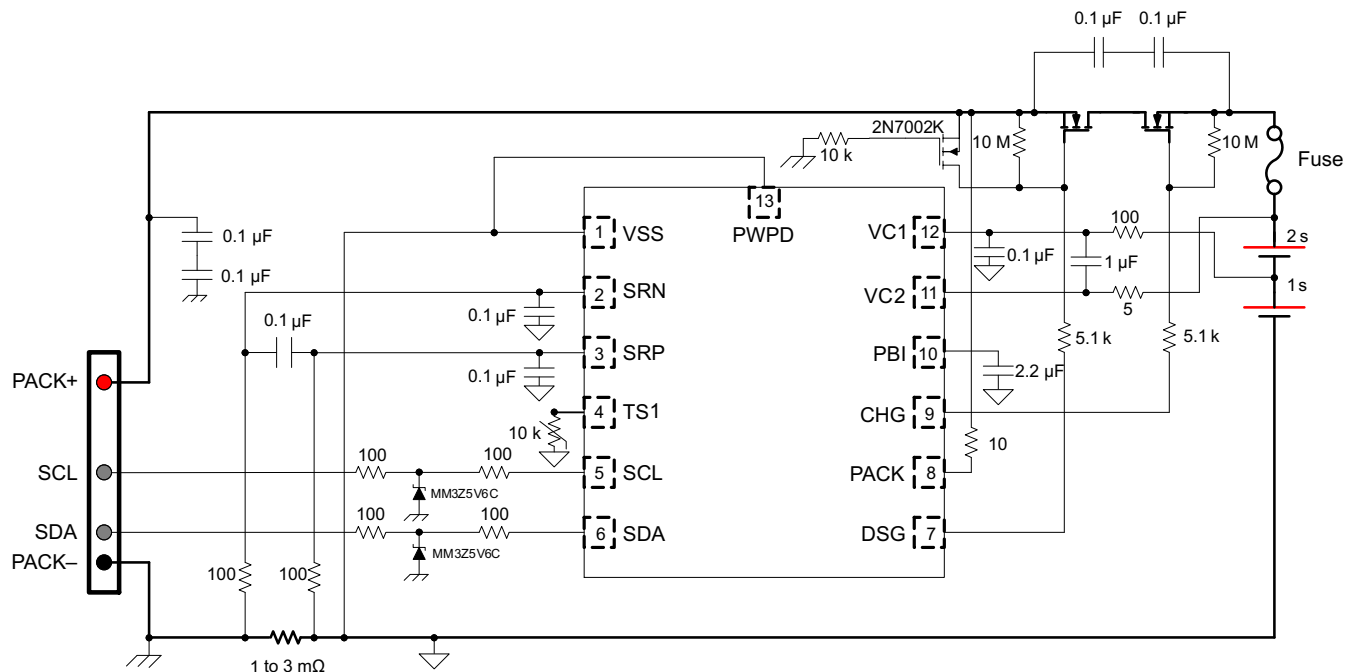 0.1 µF
0.1 µF
2N7002K
10 k
10 M
10 M
Fuse
13
PWPD
1
VSS
VC1
12
100
2 s
0.1 µF
0.1 µF
0.1 µF
1 µF
2
SRN
VC2
11
5
1 s
0.1 µF
0.1 µF
3
SRP
PBI
10
5.1 k
5.1 k
0.1 µF
2.2 µF
PACK+
4
TS1
CHG
9
10 k
10
SCL
100
100
5
SCL
PACK
8
MM3Z5V6C
SDA
100
100
6
SDA
DSG
7
PACK–
MM3Z5V6C
100
100
1 to 3 mΩ